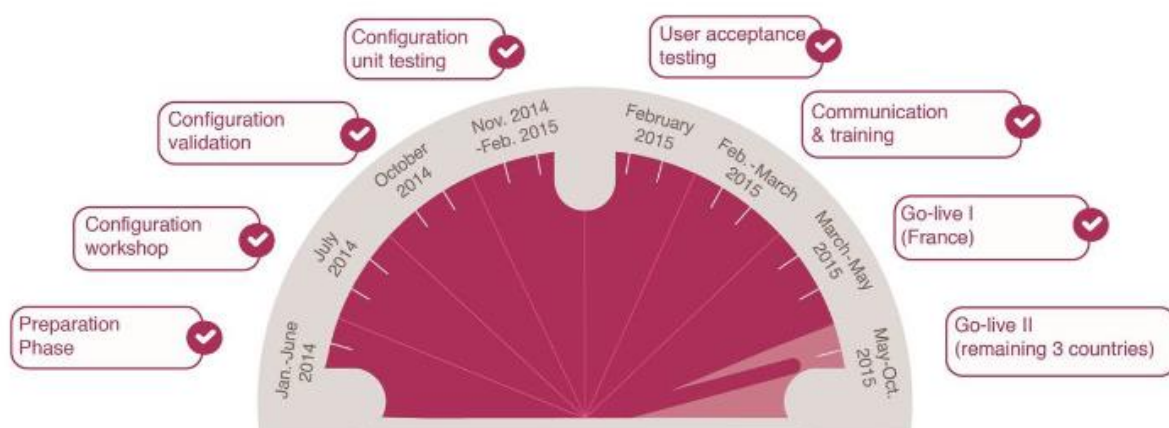 Configuration
unit testing
User acceptance
testing
Configuration
validation
Communication
& training
Configuration
workshop
Go-live I
(France)
Preparation
Phase
Go-live II
(remaining 3 countries)
Jan.-June
2014
July
2014
October
2014
Nov. 2014
-Feb. 2015
February
2015
Feb.-March
2015
March-May
2015
May-Oct.
2015